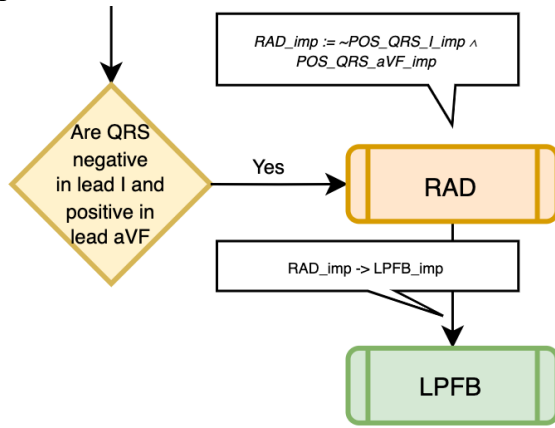 RAD_imp := ~POS_QRS_I_imp ∧
POS_QRS_aVF_imp
Are QRS
negative
in lead I and
positive in
lead aVF
Yes
RAD
RAD_imp -> LPFB_imp
LPFB